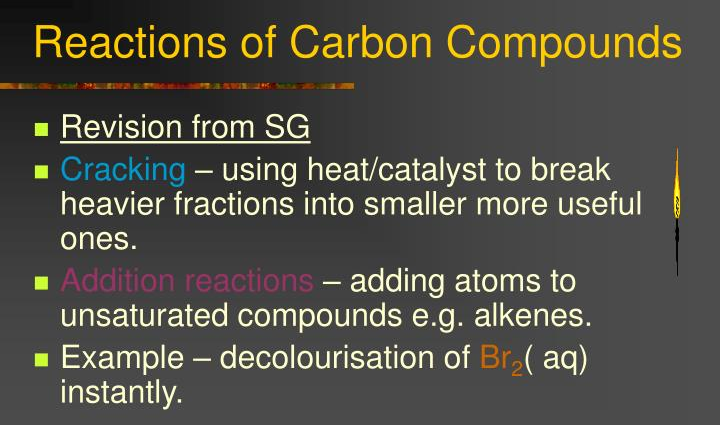 Reactions of Carbon Compounds
Revision from SG
Cracking – using heat/catalyst to break
heavier fractions into smaller more useful
ones.
Addition reactions – adding atoms to
unsaturated compounds e.g. alkenes.
Example – decolourisation of Br₂( aq)
instantly.